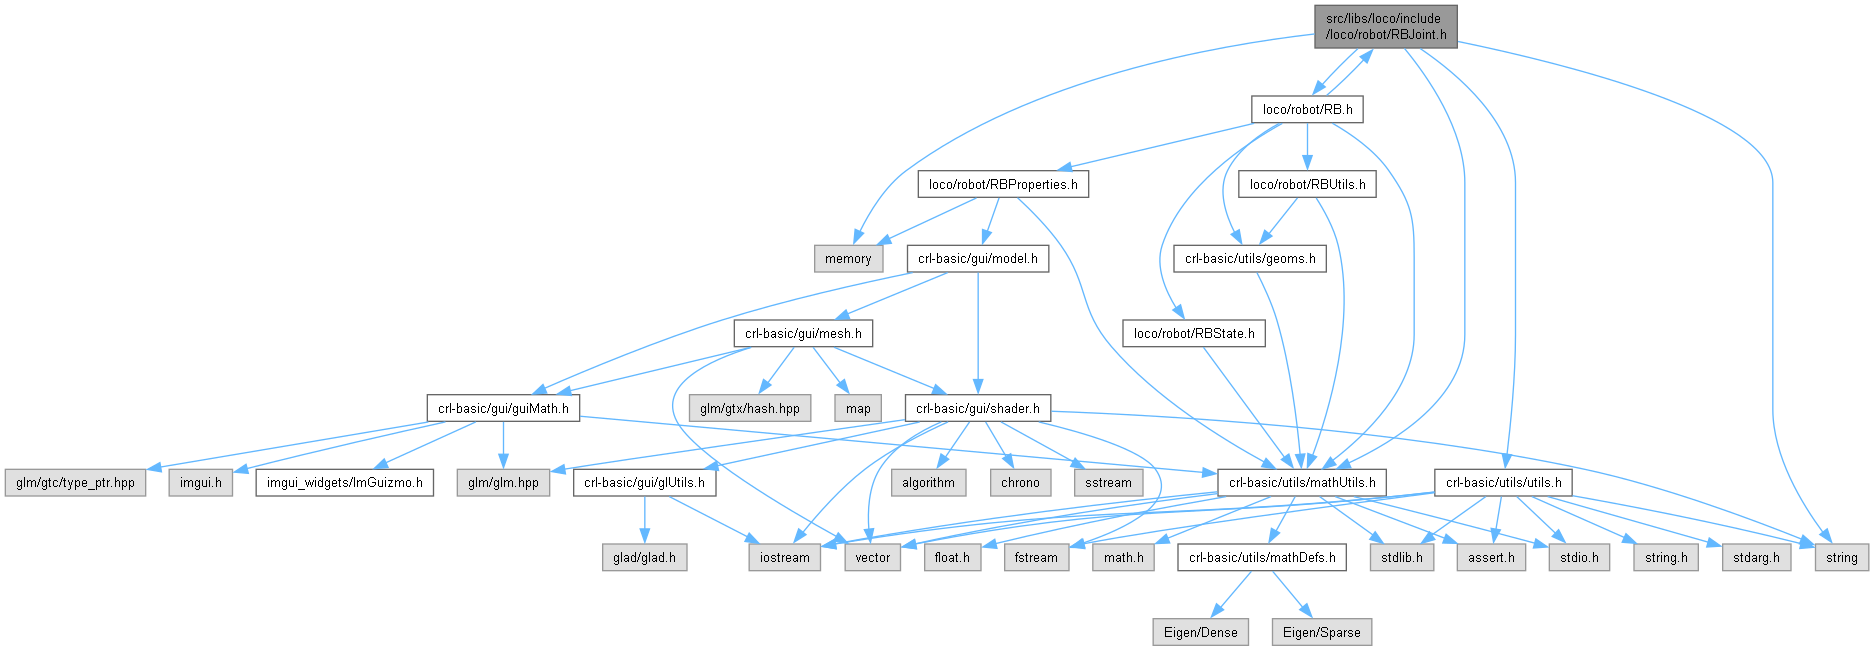 src/libs/loco/include
/loco/robot/RBJoint.h
loco/robot/RB.h
loco/robot/RBProperties.h
loco/robot/RBUtils.h
memory
crl-basic/gui/model.h
crl-basic/utils/geoms.h
crl-basic/gui/mesh.h
loco/robot/RBState.h
crl-basic/gui/guiMath.h
glm/gtx/hash.hpp
map
crl-basic/gui/shader.h
glm/gtc/type_ptr.hpp
imgui.h
imgui_widgets/ImGuizmo.h
glm/glm.hpp
crl-basic/gui/glUtils.h
algorithm
chrono
sstream
crl-basic/utils/mathUtils.h
crl-basic/utils/utils.h
glad/glad.h
iostream
vector
float.h
fstream
math.h
crl-basic/utils/mathDefs.h
stdlib.h
assert.h
stdio.h
string.h
stdarg.h
string
Eigen/Dense
Eigen/Sparse